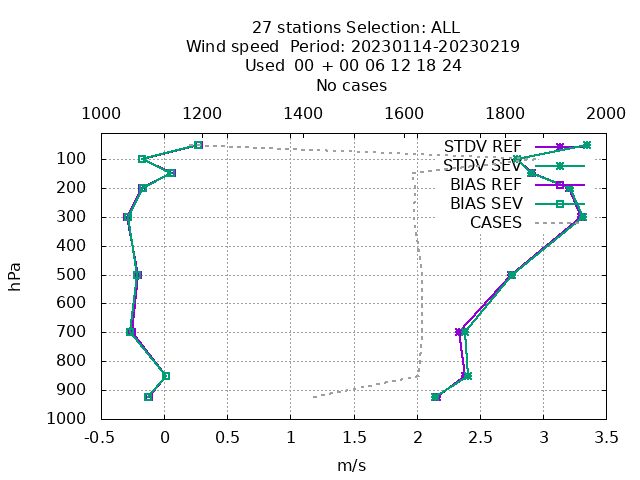 27 stations Selection: ALL
Wind speed  Period: 20230114-20230219
Used  00 + 00 06 12 18 24
No cases
1000 1200 1400 1600 1800 2000
STDV REF
STDV SEV
BIAS REF
BIAS SEV
CASES
100
200
300
400
500
600
700
800
900
1000
hPa
-0.5 0 0.5 1 1.5 2 2.5 3 3.5
m/s